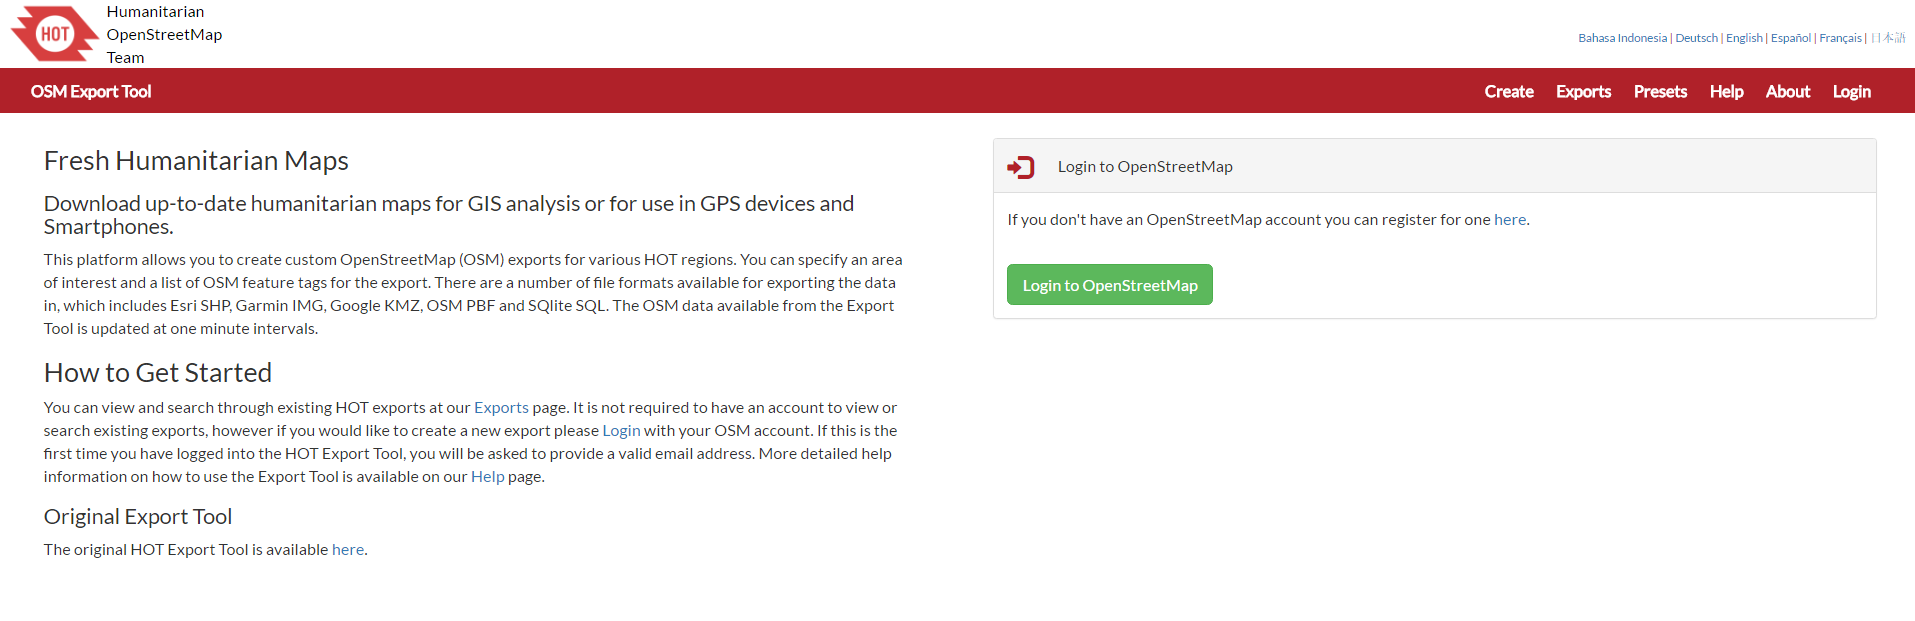 HOT
Humanitarian
OpenStreetMap
Team
Bahasa Indonesia | Deutsch | English | Español | Français | 日本語
OSM Export Tool
Create Exports Presets Help About Login
Fresh Humanitarian Maps
Download up-to-date humanitarian maps for GIS analysis or for use in GPS devices and
Smartphones.
This platform allows you to create custom OpenStreetMap (OSM) exports for various HOT regions. You can specify an area
of interest and a list of OSM feature tags for the export. There are a number of file formats available for exporting the data
in, which includes Esri SHP, Garmin IMG, Google KMZ, OSM PBF and SQlite SQL. The OSM data available from the Export
Tool is updated at one minute intervals.
How to Get Started
You can view and search through existing HOT exports at our Exports page. It is not required to have an account to view or
search existing exports, however if you would like to create a new export please Login with your OSM account. If this is the
first time you have logged into the HOT Export Tool, you will be asked to provide a valid email address. More detailed help
information on how to use the Export Tool is available on our Help page.
Original Export Tool
The original HOT Export Tool is available here.
Login to OpenStreetMap
If you don't have an OpenStreetMap account you can register for one here.
Login to OpenStreetMap